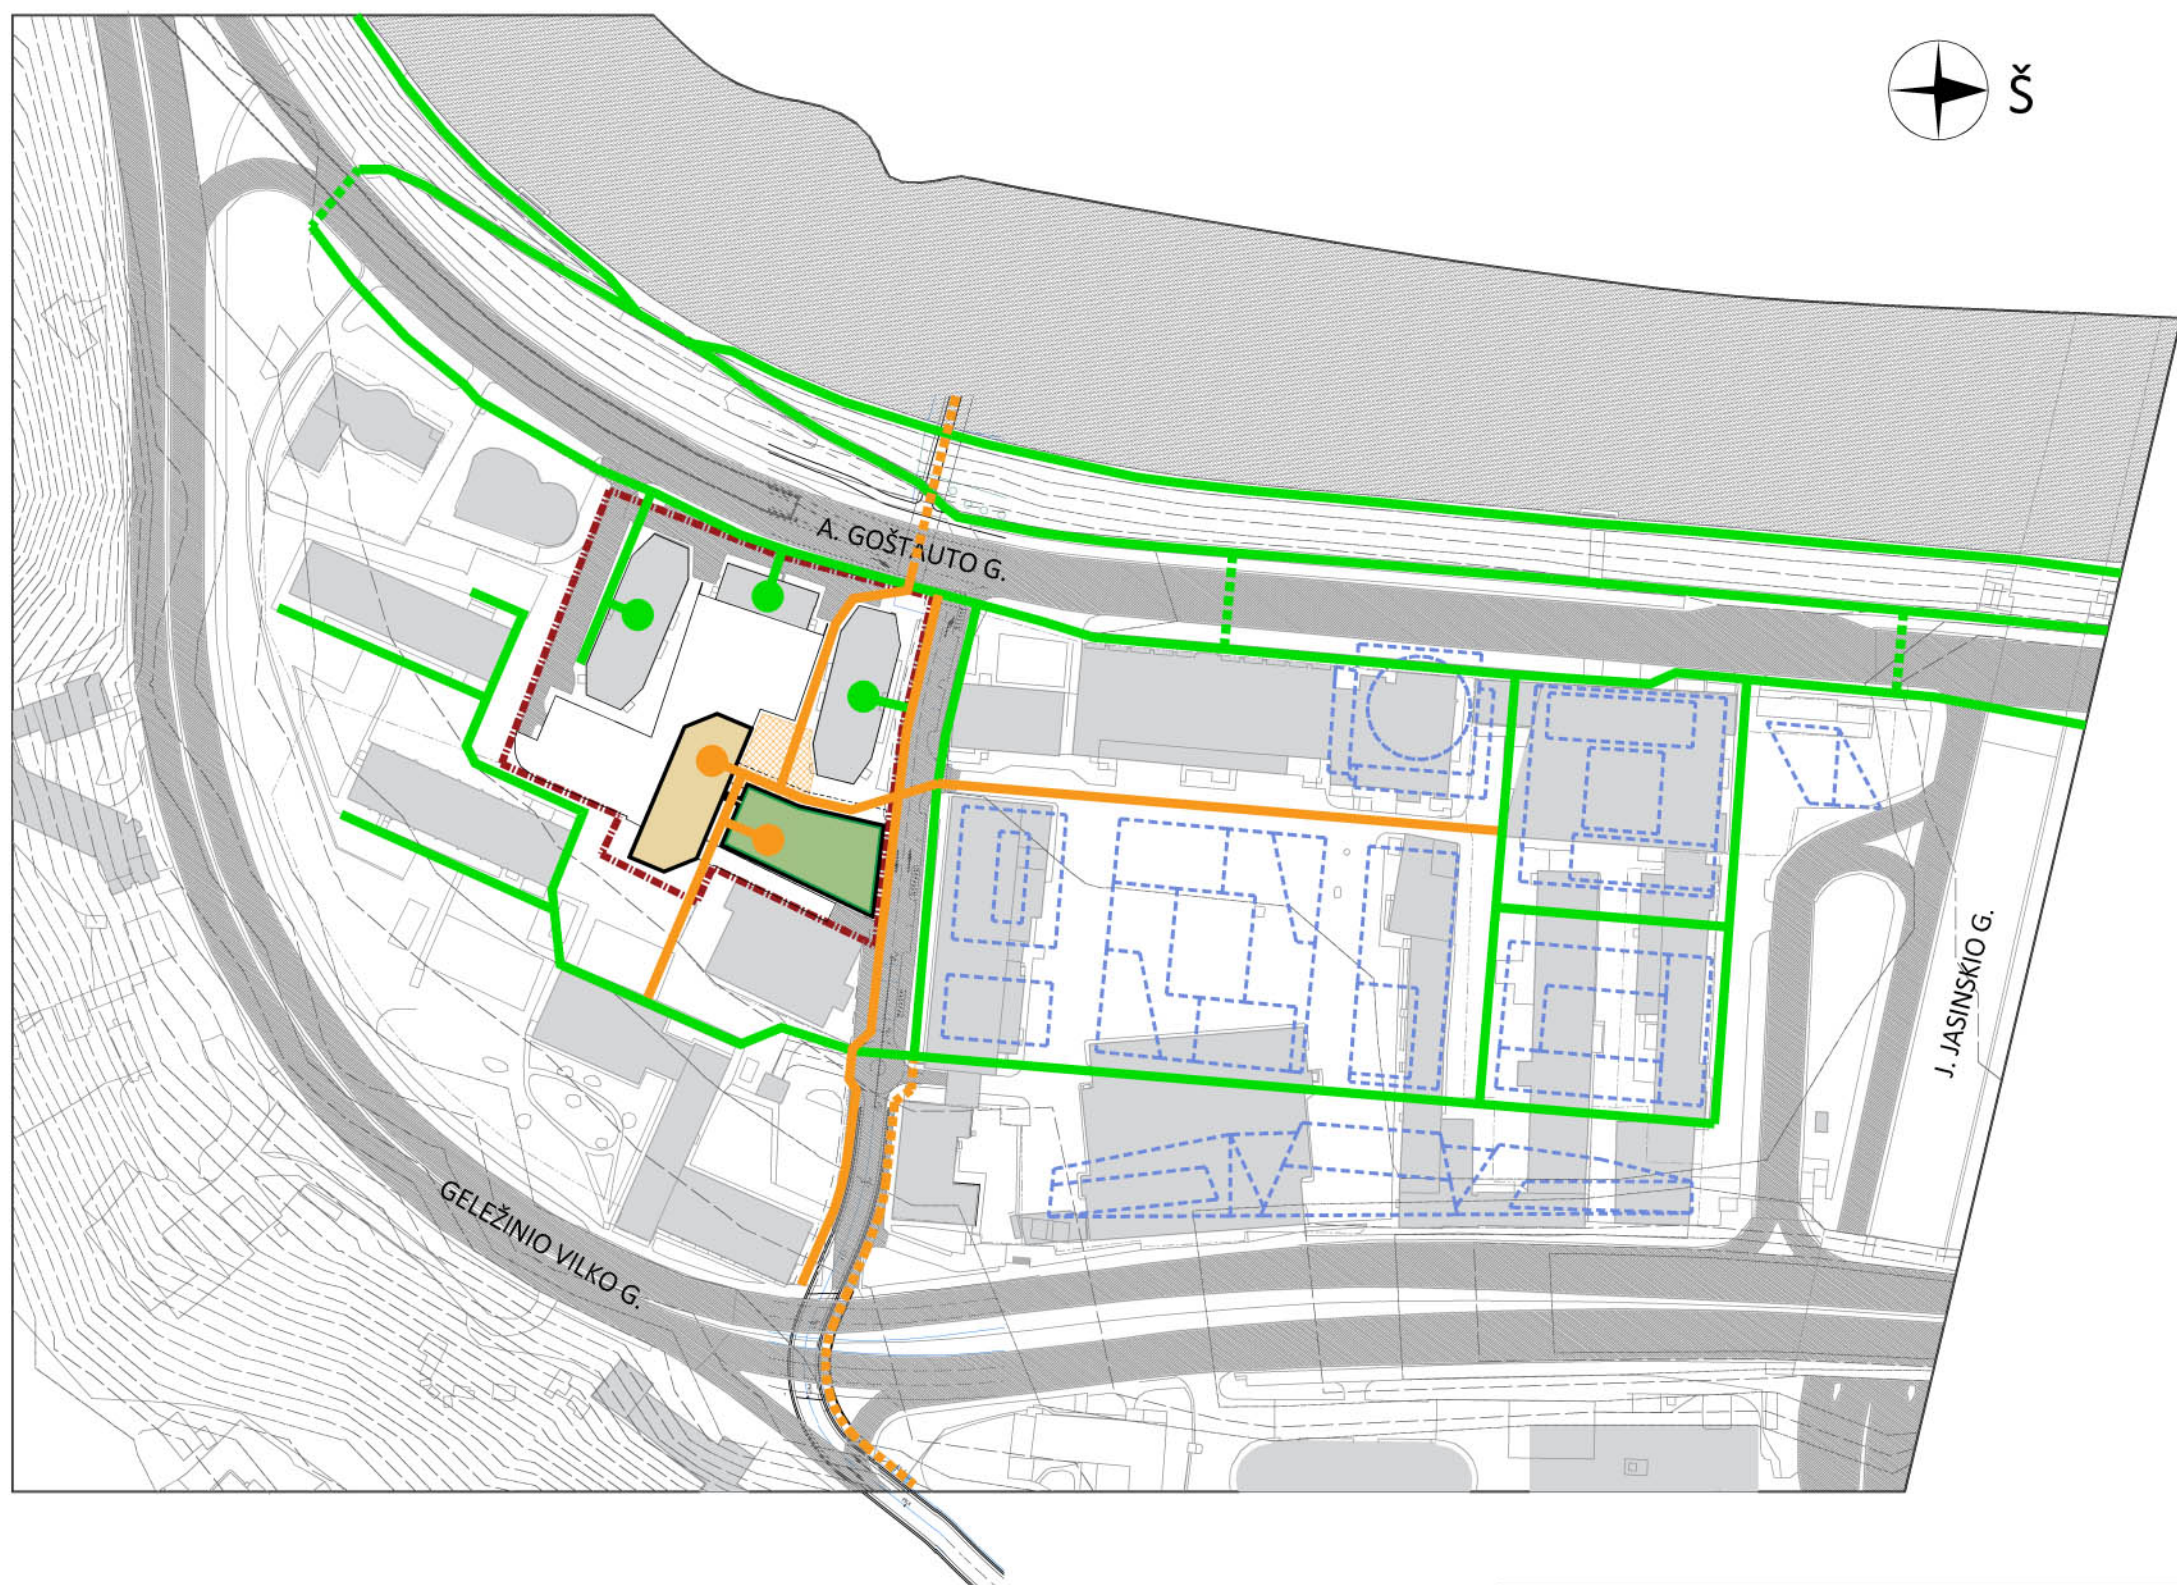 Š
A. GOŠTAUTO G.
J. JASINSKIO G.
GELEŽINIO VILKO G.